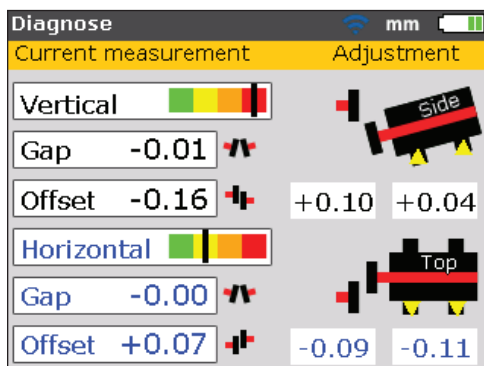 Diagnose mm
Current measurement Adjustment
Vertical
Side
Gap -0.01
Offset -0.16 +0.10 +0.04
Horizontal
Top
Gap -0.00
Offset +0.07 -0.09 -0.11